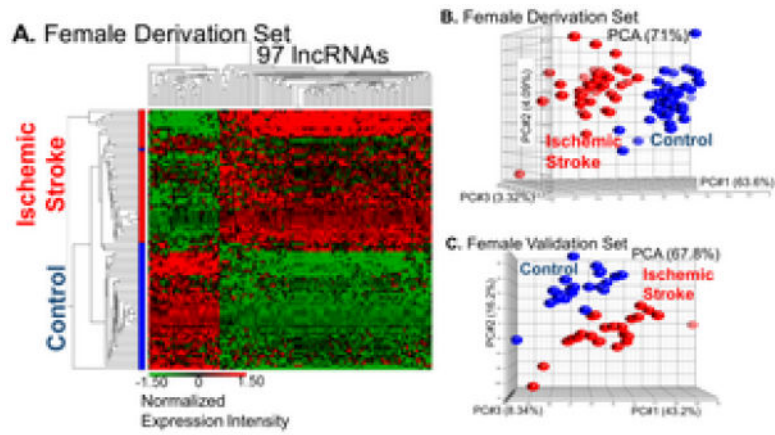 A. Female Derivation Set
97 lncRNAs
Ischemic
Stroke
Control
-1.50 0 1.50
Normalized
Expression Intensity
B. Female Derivation Set
PCA (71%)
PC#2 (4.09%)
Ischemic
Stroke
Control
PC#1 (63.6%)
PC#3 (3.32%)
C. Female Validation Set
PCA (67.8%)
Control
Ischemic
Stroke
PC#2 (16.2%)
PC#3 (8.34%)
PC#1 (43.2%)